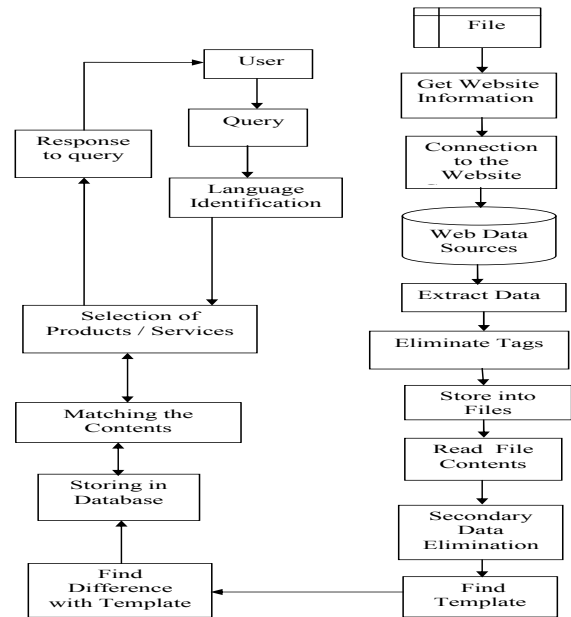 File
User
Get Website
Information
Query
Response
to query
Connection
to the
Website
Language
Identification
Web Data
Sources
Extract Data
Selection of
Products / Services
Eliminate Tags
Store into
Files
Matching the
Contents
Read File
Contents
Storing in
Database
Secondary
Data
Elimination
Find
Difference
with Template
Find
Template